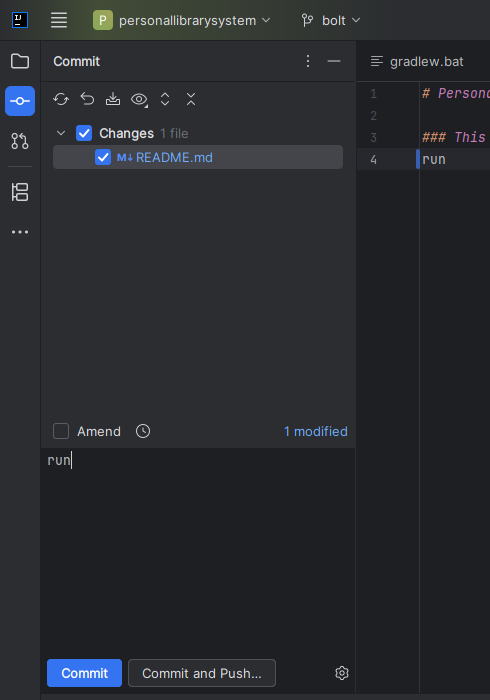 IJ
P personallibrarysystem bolt
Commit
Changes 1 file
M↓ README.md
Amend 1 modified
run
Commit Commit and Push...
gradlew.bat
1 # Persona
2
3 ### This
4 run